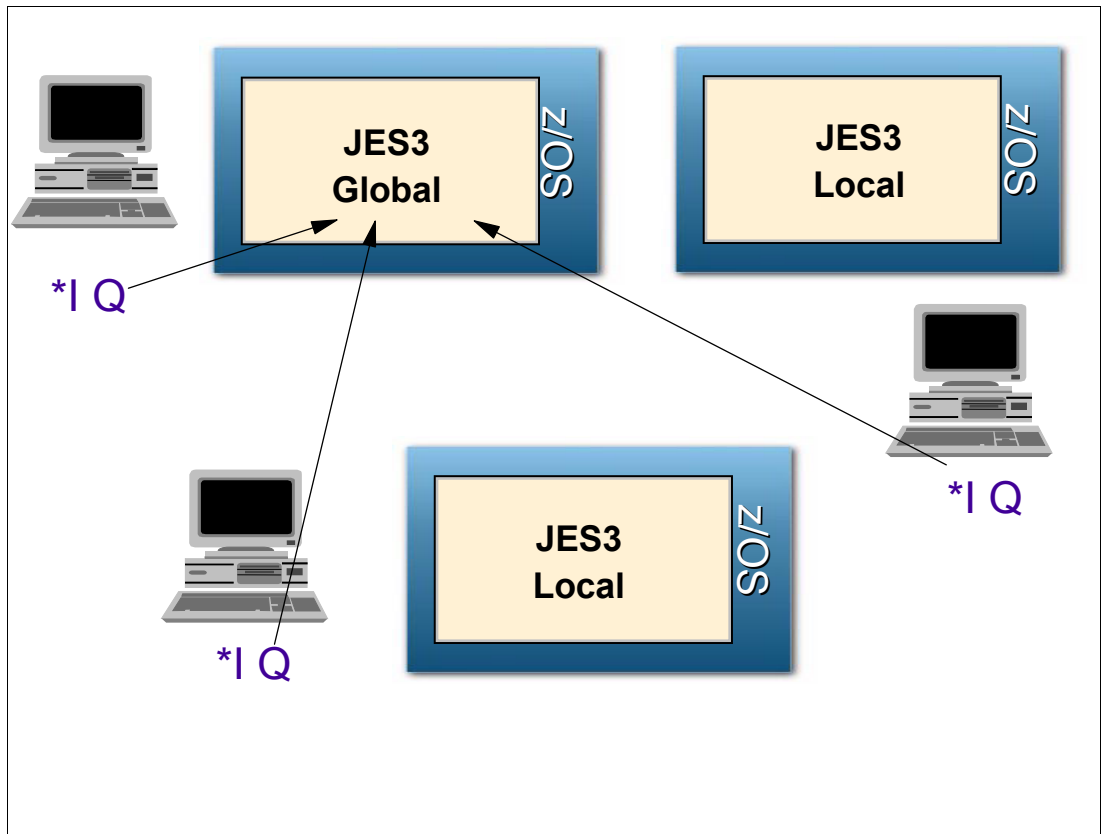 JES3
Global
z/OS
JES3
Local
z/OS
*I Q
*I Q
JES3
Local
z/OS
*I Q